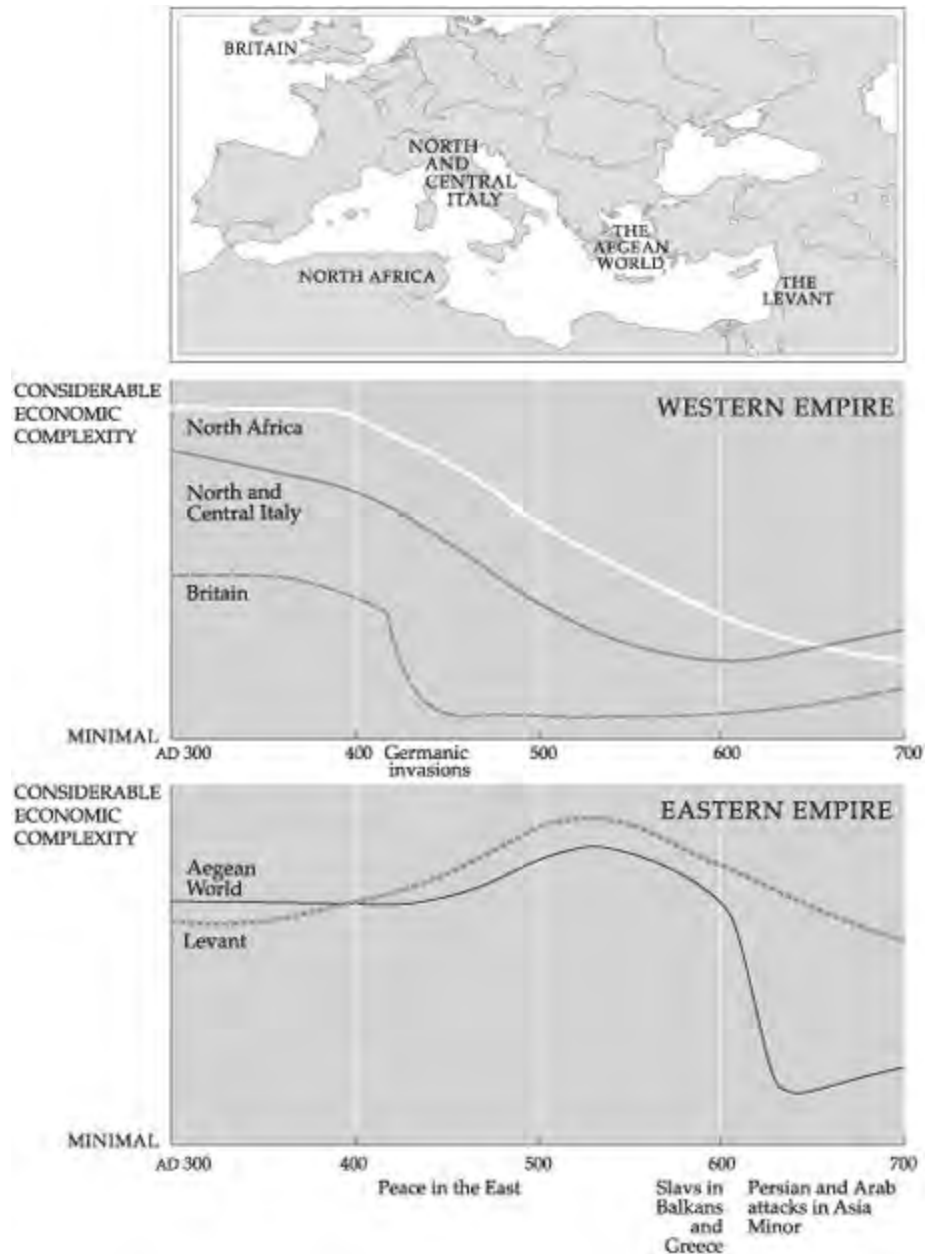 BRITAIN
NORTH
AND
CENTRAL
ITALY
THE
AEGEAN
WORLD
NORTH AFRICA
THE
LEVANT
CONSIDERABLE
ECONOMIC
COMPLEXITY
WESTERN EMPIRE
North Africa
North and
Central Italy
Britain
MINIMAL
AD 300
400
Germanic
invasions
500
600
700
CONSIDERABLE
ECONOMIC
COMPLEXITY
EASTERN EMPIRE
Aegean
World
Levant
MINIMAL
AD 300
400
500
600
700
Peace in the East
Slavs in
Balkans
and
Greece
Persian and Arab
attacks in Asia
Minor